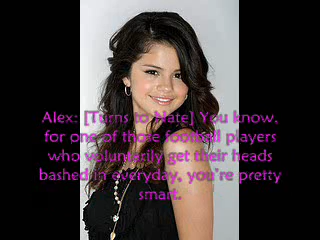 Alex: [Turns to Nate] You know,
for one of those football players
who voluntarily get their heads
bashed in everyday, you're pretty
smart.